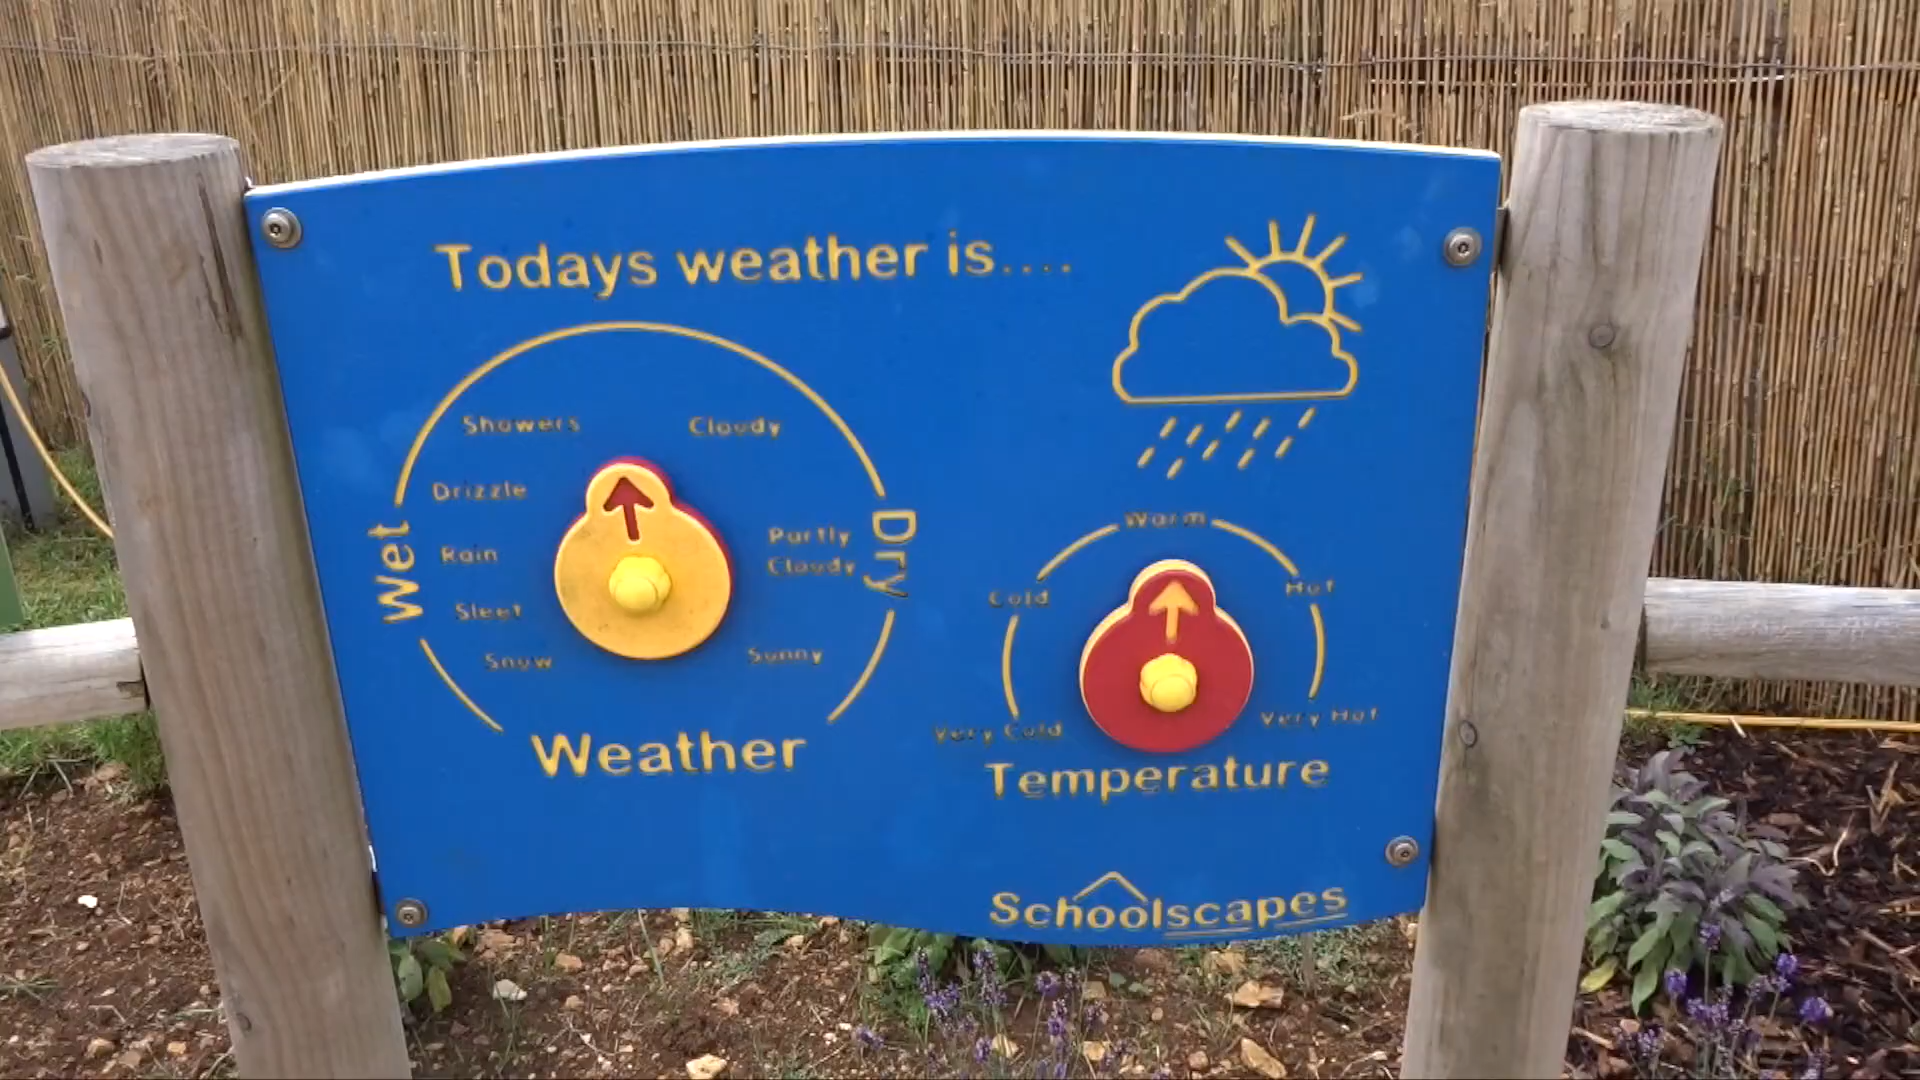 Todays weather is....
Showers
Cloudy
Drizzle
Wet
Rain
Partly
Cloudy
Dry
Sleet
Snow
Sunny
Weather
Warm
Cold
Hot
Very Cold
Very Hot
Temperature
Schoolscapes